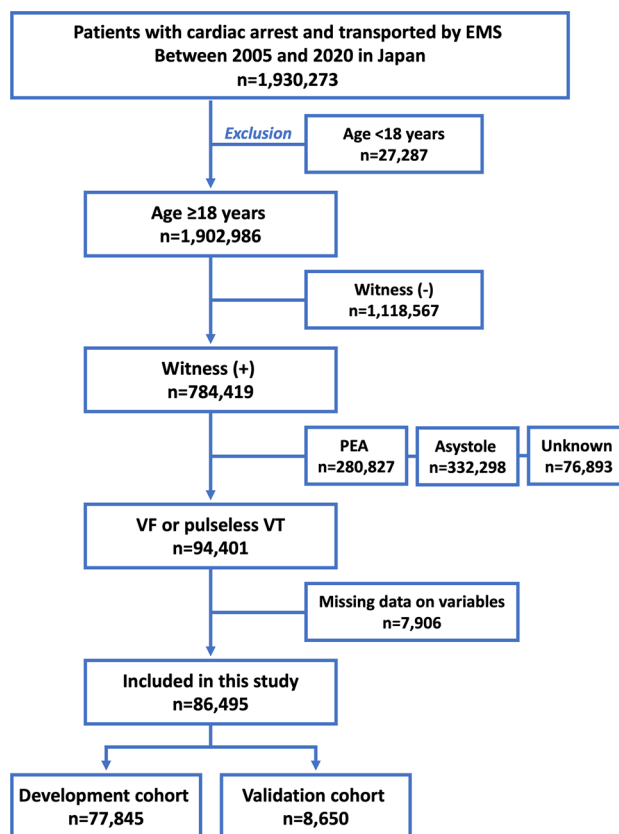 Patients with cardiac arrest and transported by EMS
Between 2005 and 2020 in Japan
n=1,930,273
Exclusion
Age <18 years
n=27,287
Age ≥18 years
n=1,902,986
Witness (-)
n=1,118,567
Witness (+)
n=784,419
PEA
n=280,827
Asystole
n=332,298
Unknown
n=76,893
VF or pulseless VT
n=94,401
Missing data on variables
n=7,906
Included in this study
n=86,495
Development cohort
n=77,845
Validation cohort
n=8,650